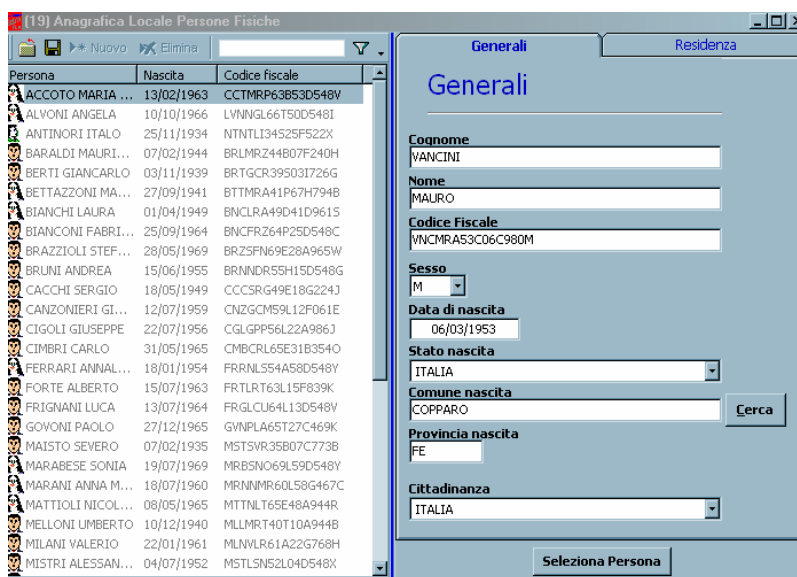 [19] Anagrafica Locale Persone Fisiche
Nuovo Elimina
Persona Nascita Codice fiscale
ACCOTO MARIA ... 13/02/1963 CCTMRP63B53D548V
ALVONI ANGELA 10/10/1966 LVNNGL66T50D548I
ANTINORI ITALO 25/11/1934 NTNTLI34S25F522X
BARALDI MAURI... 07/02/1944 BRLMRZ44B07F240H
BERTI GIANCARLO 03/11/1939 BRTGCR39S03I726G
BETTAZZONI MA... 27/09/1941 BTTMRA41P67H794B
BIANCHI LAURA 01/04/1949 BNCLRA49D41D961S
BIANCONI FABRI... 25/09/1964 BNCFRZ64P25D548C
BRAZZIOLI STEF... 28/05/1969 BRZSFN69E28A965W
BRUNI ANDREA 15/06/1955 BRNNDR55H15D548G
CACCHI SERGIO 18/05/1949 CCCSRG49E18G224J
CANZONIERI GI... 12/07/1959 CNZGCM59L12F061E
CIGOLI GIUSEPPE 22/07/1956 CGLGPP56L22A986J
CIMBRI CARLO 31/05/1965 CMBCRL65E31B354O
FERRARI ANNAL... 18/01/1954 FRRNLS54A58D548Y
FORTE ALBERTO 15/07/1963 FRTLRT63L15F839K
FRIGNANI LUCA 13/07/1964 FRGLCU64L13D548V
GOVONI PAOLO 27/12/1965 GVNPLA65T27C469K
MAISTO SEVERO 07/02/1935 MSTSVR35B07C773B
MARABESE SONIA 19/07/1969 MRBSNO69L59D548Y
MARANI ANNA M... 18/07/1960 MRNNMR60L58G467C
MATTIOLI NICOL... 08/05/1965 MTTNLT65E48A944R
MELLONI UMBERTO 10/12/1940 MLLMRT40T10A944B
MILANI VALERIO 22/01/1961 MLNVLR61A22G768H
MISTRI ALESSAN... 04/07/1952 MSTLSN52L04D548X
Generali Residenza
Generali
Cognome
VANCINI
Nome
MAURO
Codice Fiscale
VNCMRA53C06C980M
Sesso
M
Data di nascita
06/03/1953
Stato nascita
ITALIA
Comune nascita
COPPARO Cerca
Provincia nascita
FE
Cittadinanza
ITALIA
Seleziona Persona